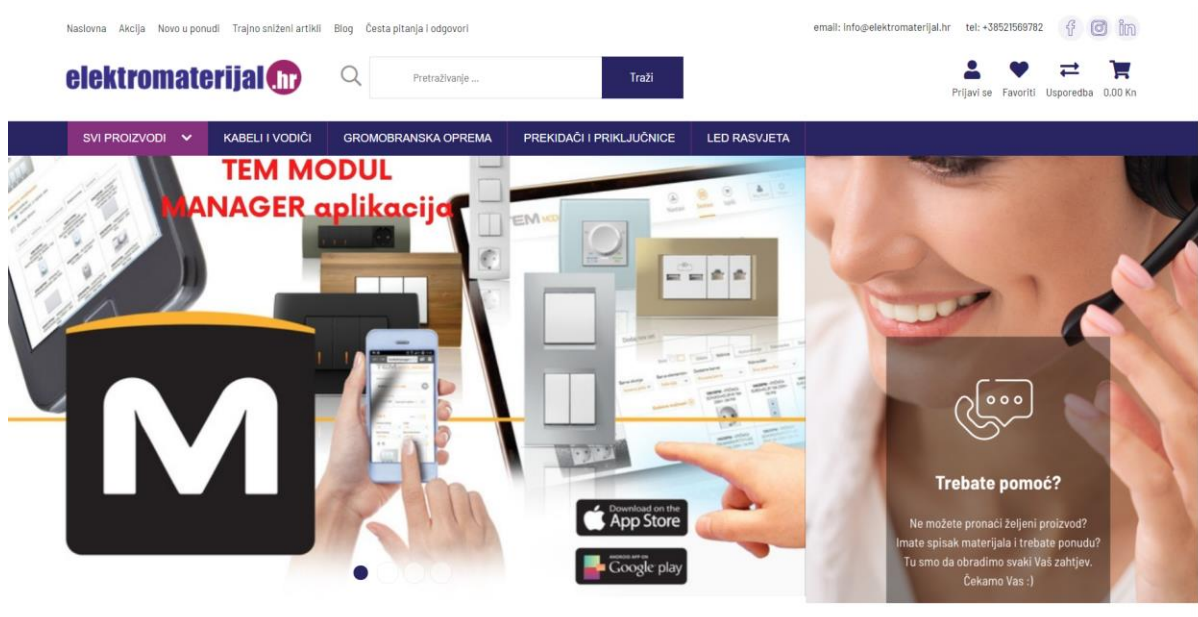 Naslovna Akcija Novo u ponudi Trajno sniženi artikli Blog Česta pitanja i odgovori
email: info@elektromaterijal.hr tel: +38521569782
elektromaterijal.hr
Pretraživanje ...
Traži
Prijavi se Favoriti Usporedba 0,00 Kn
SVI PROIZVODI KABELI I VODIČI GROMOBRANSKA OPREMA PREKIDAČI I PRIKLJUČNICE LED RASVJETA
TEM MODUL
MANAGER aplikacija
M
Download on the
App Store
ANDROID APP ON
Google play
Trebate pomoć?
Ne možete pronaći željeni proizvod?
Imate spisak materijala i trebate ponudu?
Tu smo da obradimo svaki Vaš zahtjev.
Čekamo Vas :)